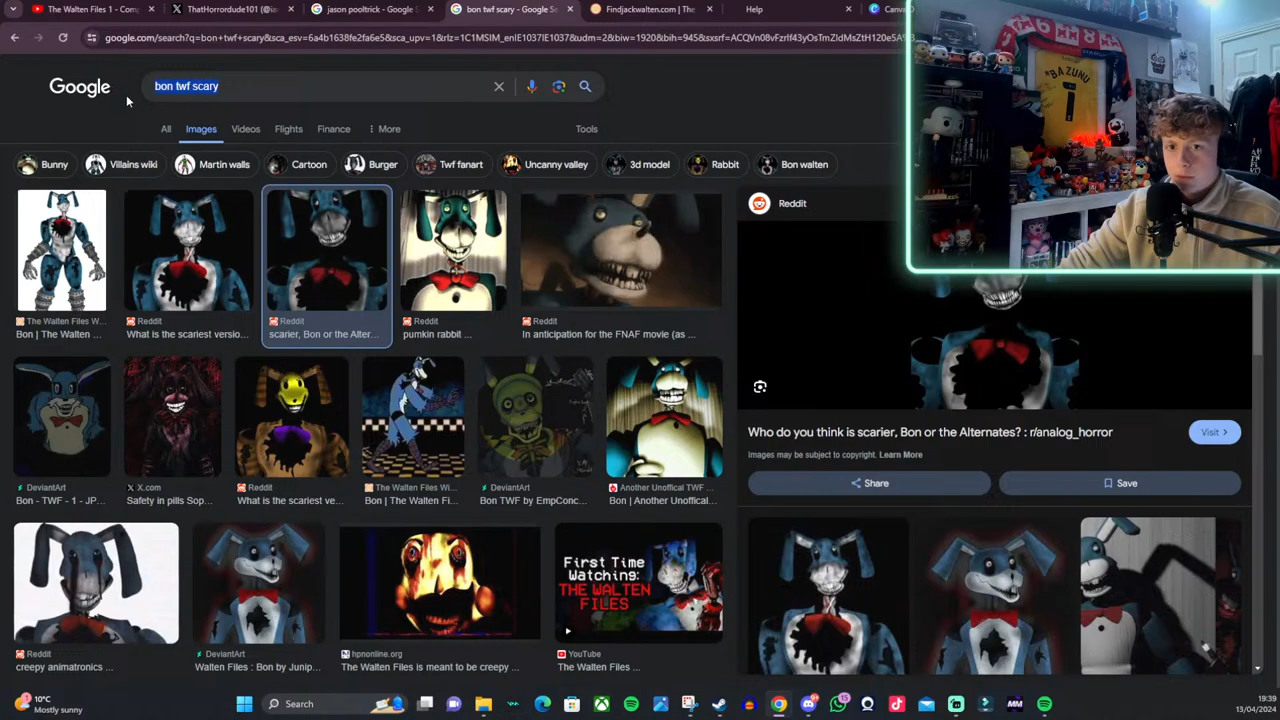 The Walten Files 1 - Comp
ThatHorrordude101 (@ia
jason pooltrick - Google S
bon twf scary - Google Se
Findjackwalten.com | The
Help
Canva
google.com/search?q=bon+twf+scary&sca_esv=6a4b1638fe2fa6e5&sca_upv=1&rlz=1C1MSIM_enIE1037IE1037&udm=2&biw=1920&bih=945&sxsrf=
Google
bon twf scary
All
Images
Videos
Flights
Finance
More
Tools
Bunny
Villains wiki
Martin walls
Cartoon
Burger
Twf fanart
Uncanny valley
3d model
Rabbit
Bon walten
BAZUNU
1
Reddit
The Walten Files W...
Bon | The Walten ...
Reddit
What is the scariest versio...
Reddit
scarier, Bon or the Alter...
Reddit
pumkin rabbit ...
Reddit
In anticipation for the FNAF movie (as ...
Who do you think is scarier, Bon or the Alternates? : r/analog_horror
Visit
Images may be subject to copyright. Learn More
Share
Save
DeviantArt
Bon - TWF - 1 - JP...
X.com
Safety in pills Sop...
Reddit
What is the scariest ve...
The Walten Files Wi...
Bon | The Walten Fi...
DeviantArt
Bon TWF by EmpConc...
Another Unoffical TWF ...
Bon | Another Unoffical...
First Time
Watching:
THE WALTEN
FILES
Reddit
creepy animatronics ...
DeviantArt
Walten Files : Bon by Junip...
hpnonline.org
The Walten Files is meant to be creepy ...
YouTube
The Walten Files ...
10°C
Mostly sunny
Search
15
19:39
13/04/2024